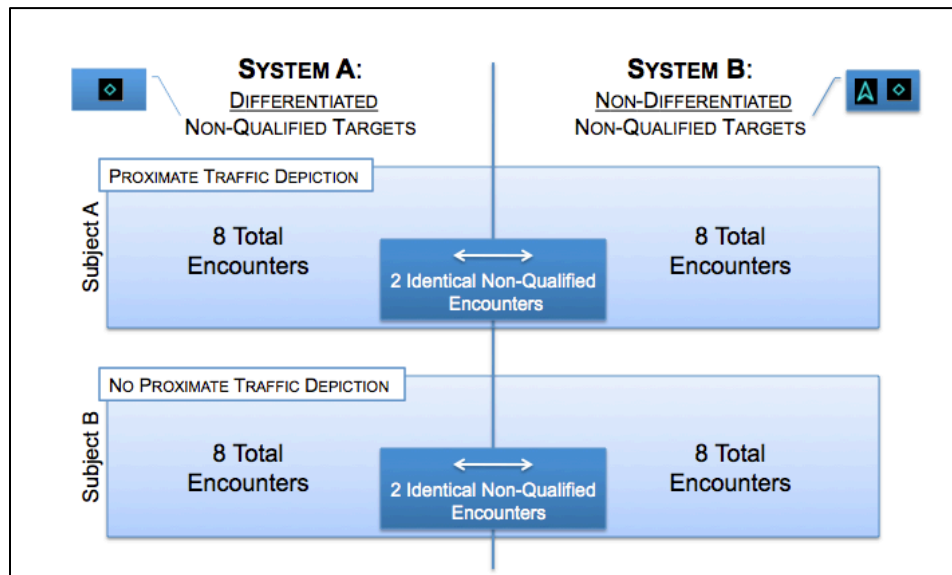 SYSTEM A:
DIFFERENTIATED
NON-QUALIFIED TARGETS
SYSTEM B:
NON-DIFFERENTIATED
NON-QUALIFIED TARGETS
PROXIMATE TRAFFIC DEPICTION
Subject A
8 Total
Encounters
2 Identical Non-Qualified
Encounters
8 Total
Encounters
NO PROXIMATE TRAFFIC DEPICTION
Subject B
8 Total
Encounters
2 Identical Non-Qualified
Encounters
8 Total
Encounters